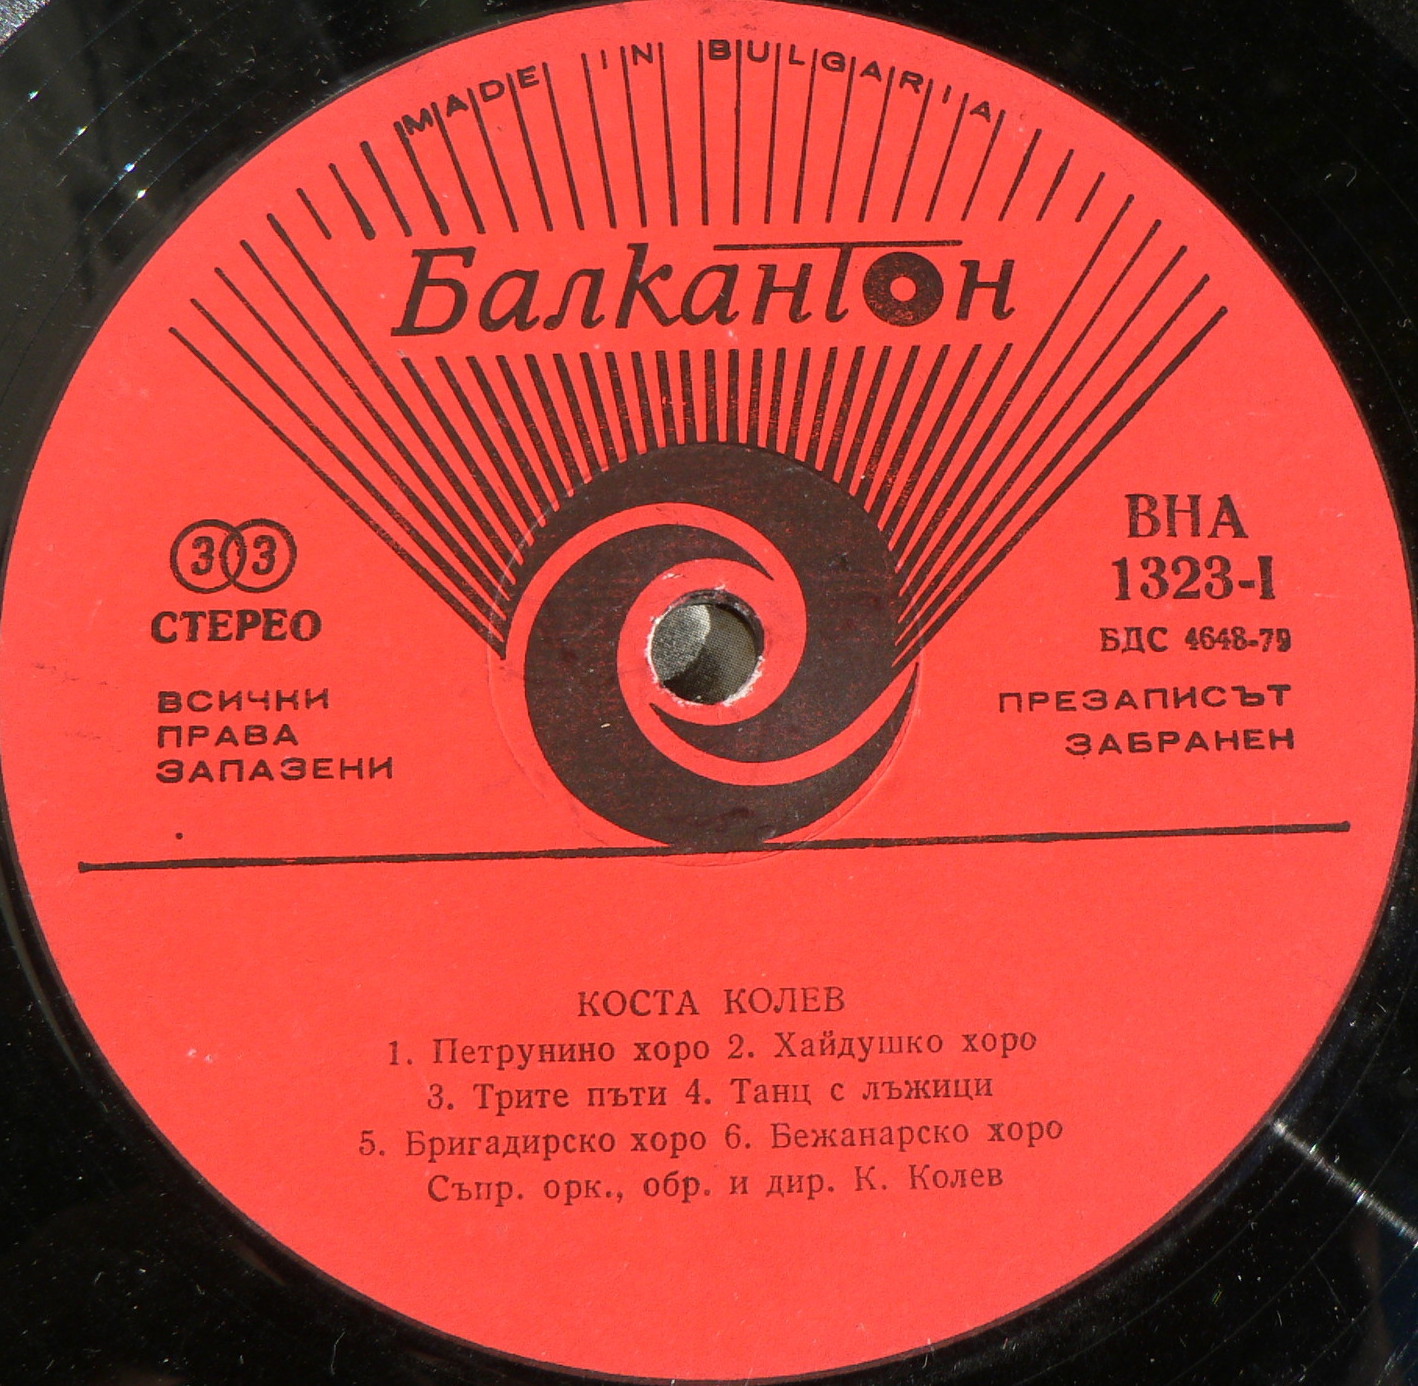 MADE IN BULGARIA
Балкантон
33
СТЕРЕО
ВСИЧКИ
ПРАВА
ЗАПАЗЕНИ
ВНА
1323-I
БДС 4648-79
ПРЕЗАПИСЪТ
ЗАБРАНЕН
КОСТА КОЛЕВ
1. Петрунино хоро 2. Хайдушко хоро
3. Трите пъти 4. Танц с лъжици
5. Бригадирско хоро 6. Бежанарско хоро
Съпр. орк., обр. и дир. К. Колев